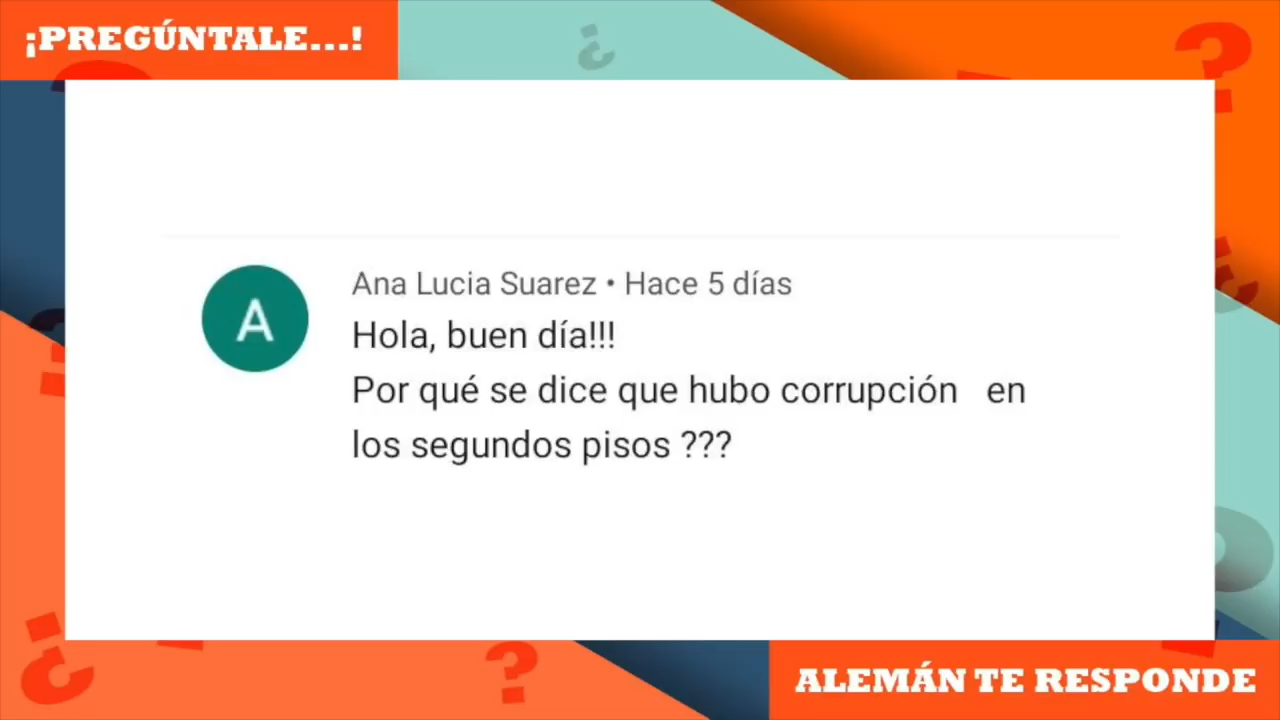 ¡PREGÚNTALE...!
A
Ana Lucia Suarez • Hace 5 días
Hola, buen día!!!
Por qué se dice que hubo corrupción   en
los segundos pisos ???
ALEMÁN TE RESPONDE